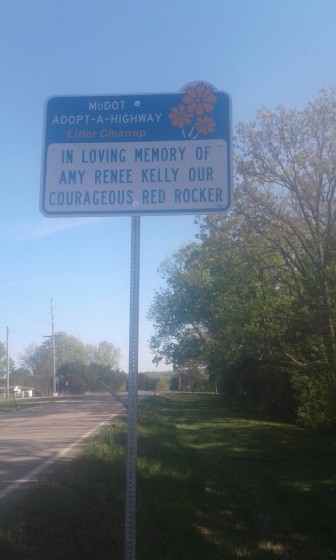 MoDOT
ADOPT-A-HIGHWAY
Litter Cleanup
IN LOVING MEMORY OF
AMY RENEE KELLY OUR
COURAGEOUS RED ROCKER